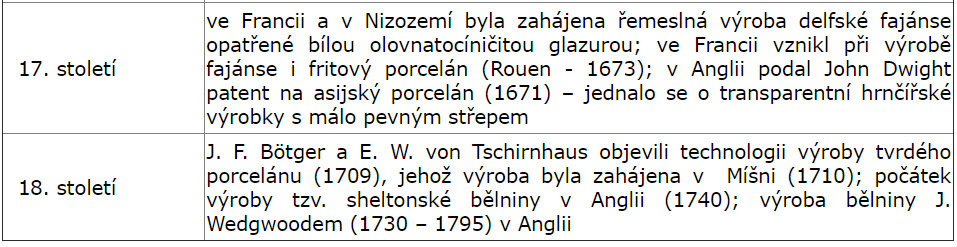 ve Francii a v Nizozemí byla zahájena řemeslná výroba delfské fajánse
opatřené bílou olovnatocíničitou glazurou; ve Francii vznikl při výrobě
17. století
fajánse i fritový porcelán (Rouen - 1673); v Anglii podal John Dwight
patent na asijský porcelán (1671) – jednalo se o transparentní hrnčířské
výrobky s málo pevným střepem
J. F. Bötger a E. W. von Tschirnhaus objevili technologii výroby tvrdého
porcelánu (1709), jehož výroba byla zahájena v Míšni (1710); počátek
18. století
výroby tzv. sheltonské bělniny v Anglii (1740); výroba bělniny J.
Wedgwoodem (1730 – 1795) v Anglii